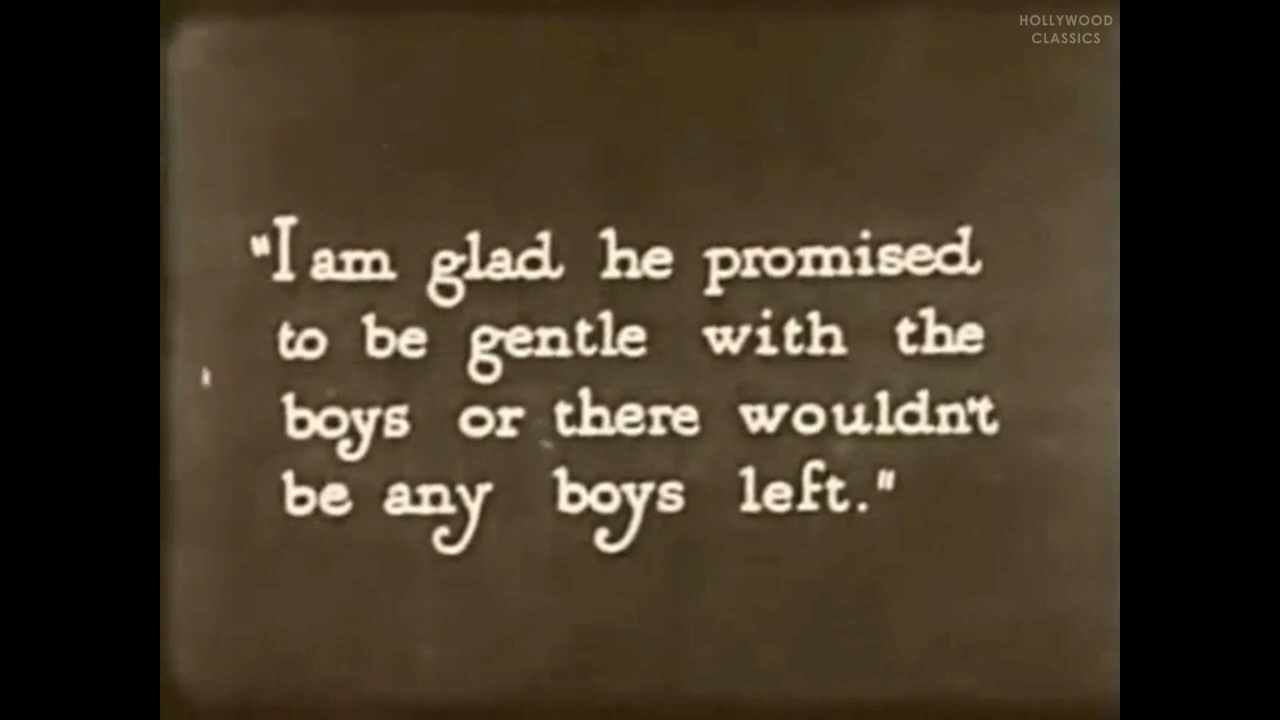 HOLLYWOOD
CLASSICS
"I am glad he promised
to be gentle with the
boys or there wouldn't
be any boys left."